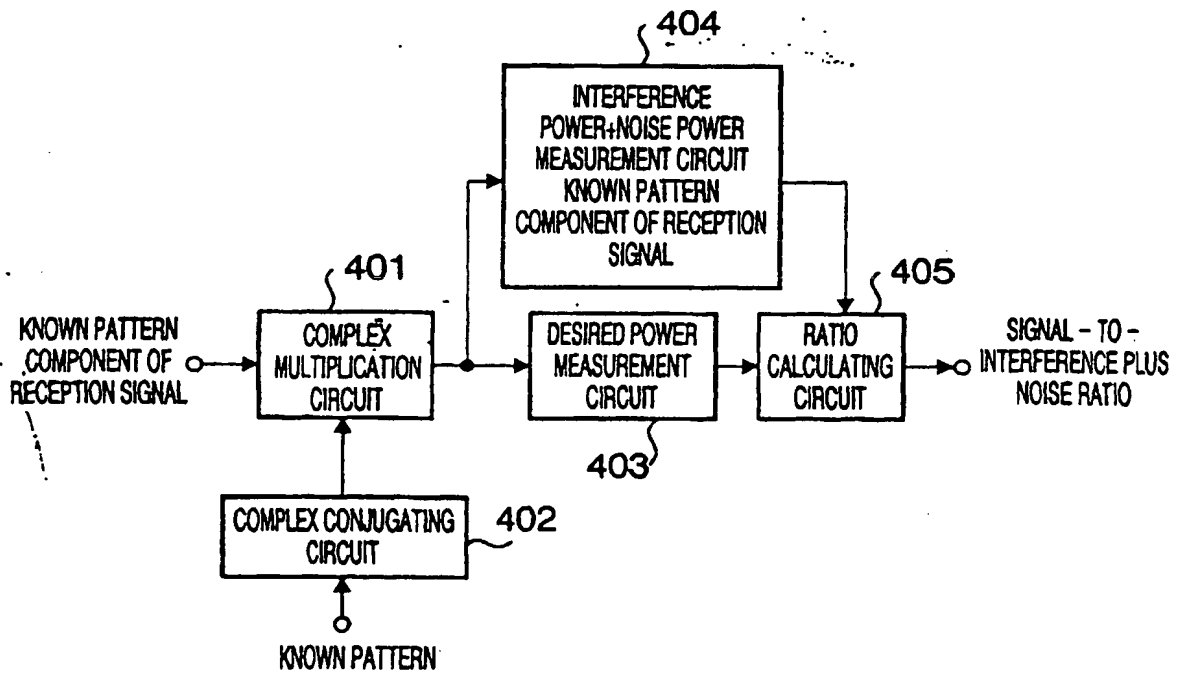 404
INTERFERENCE
POWER+NOISE POWER
MEASUREMENT CIRCUIT
KNOWN PATTERN
COMPONENT OF RECEPTION
SIGNAL
401
405
KNOWN PATTERN
COMPONENT OF
RECEPTION SIGNAL
COMPLEX
MULTIPLICATION
CIRCUIT
DESIRED POWER
MEASUREMENT
CIRCUIT
RATIO
CALCULATING
CIRCUIT
SIGNAL - TO -
INTERFERENCE PLUS
NOISE RATIO
403
COMPLEX CONJUGATING
CIRCUIT
402
KNOWN PATTERN